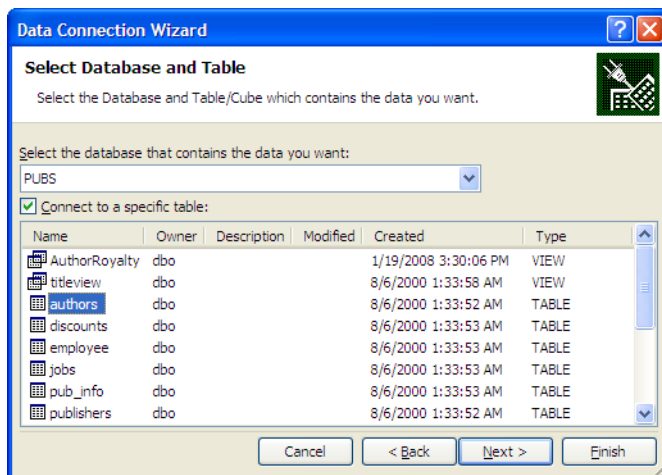 Data Connection Wizard
Select Database and Table
Select the Database and Table/Cube which contains the data you want.
Select the database that contains the data you want:
PUBS
Connect to a specific table:
Name Owner Description Modified Created Type
AuthorRoyalty dbo 1/19/2008 3:30:06 PM VIEW
titleview dbo 8/6/2000 1:33:58 AM VIEW
authors dbo 8/6/2000 1:33:52 AM TABLE
discounts dbo 8/6/2000 1:33:53 AM TABLE
employee dbo 8/6/2000 1:33:53 AM TABLE
jobs dbo 8/6/2000 1:33:53 AM TABLE
pub_info dbo 8/6/2000 1:33:53 AM TABLE
publishers dbo 8/6/2000 1:33:52 AM TABLE
Cancel < Back Next > Finish